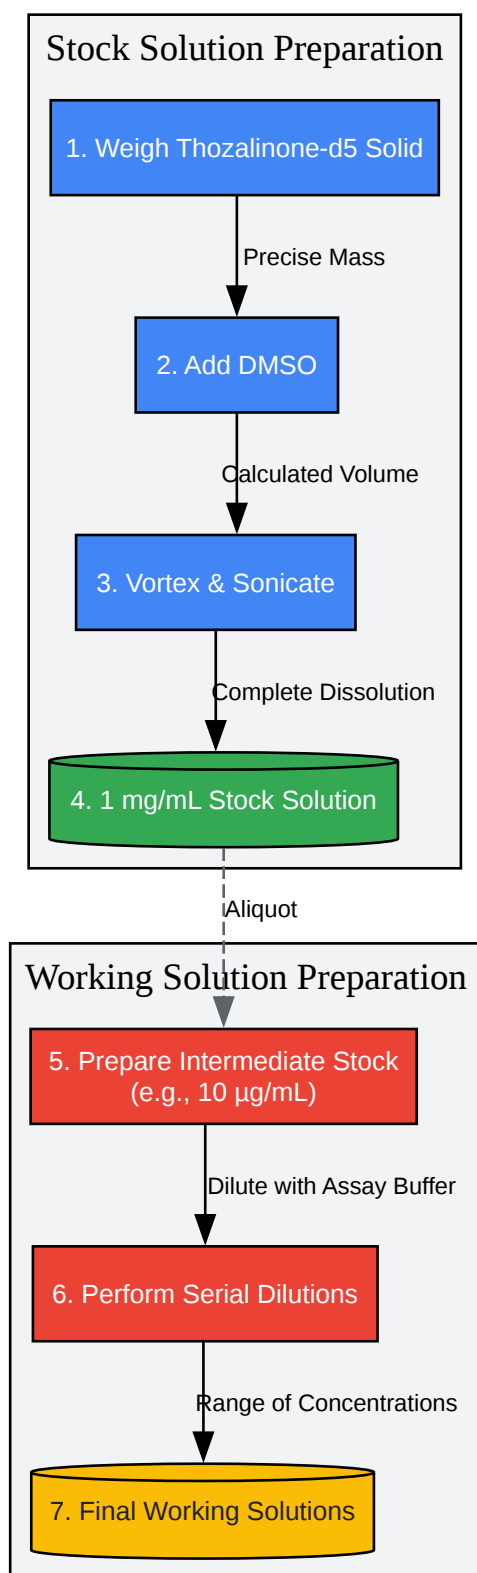 Stock Solution Preparation
1. Weigh Thozalinone-d5 Solid
Precise Mass
2. Add DMSO
Calculated Volume
3. Vortex & Sonicate
Complete Dissolution
4. 1 mg/mL Stock Solution
Aliquot
Working Solution Preparation
5. Prepare Intermediate Stock
(e.g., 10 µg/mL)
Dilute with Assay Buffer
6. Perform Serial Dilutions
Range of Concentrations
7. Final Working Solutions